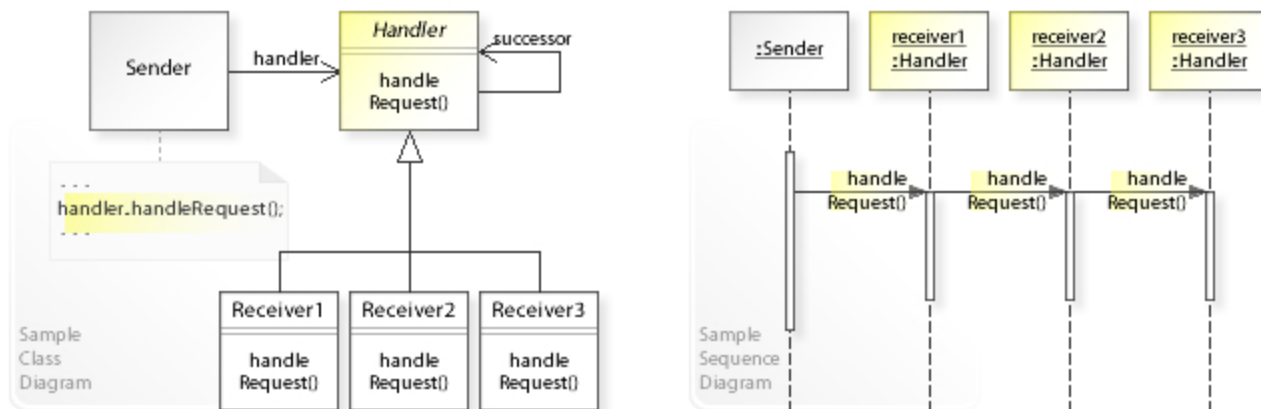 Sender
handler
Handler
handle
Request()
successor
- - -
handler.handleRequest();
- - -
Receiver1
handle
Request()
Receiver2
handle
Request()
Receiver3
handle
Request()
Sample
Class
Diagram
:Sender
receiver1
:Handler
receiver2
:Handler
receiver3
:Handler
handle
Request()
handle
Request()
handle
Request()
Sample
Sequence
Diagram